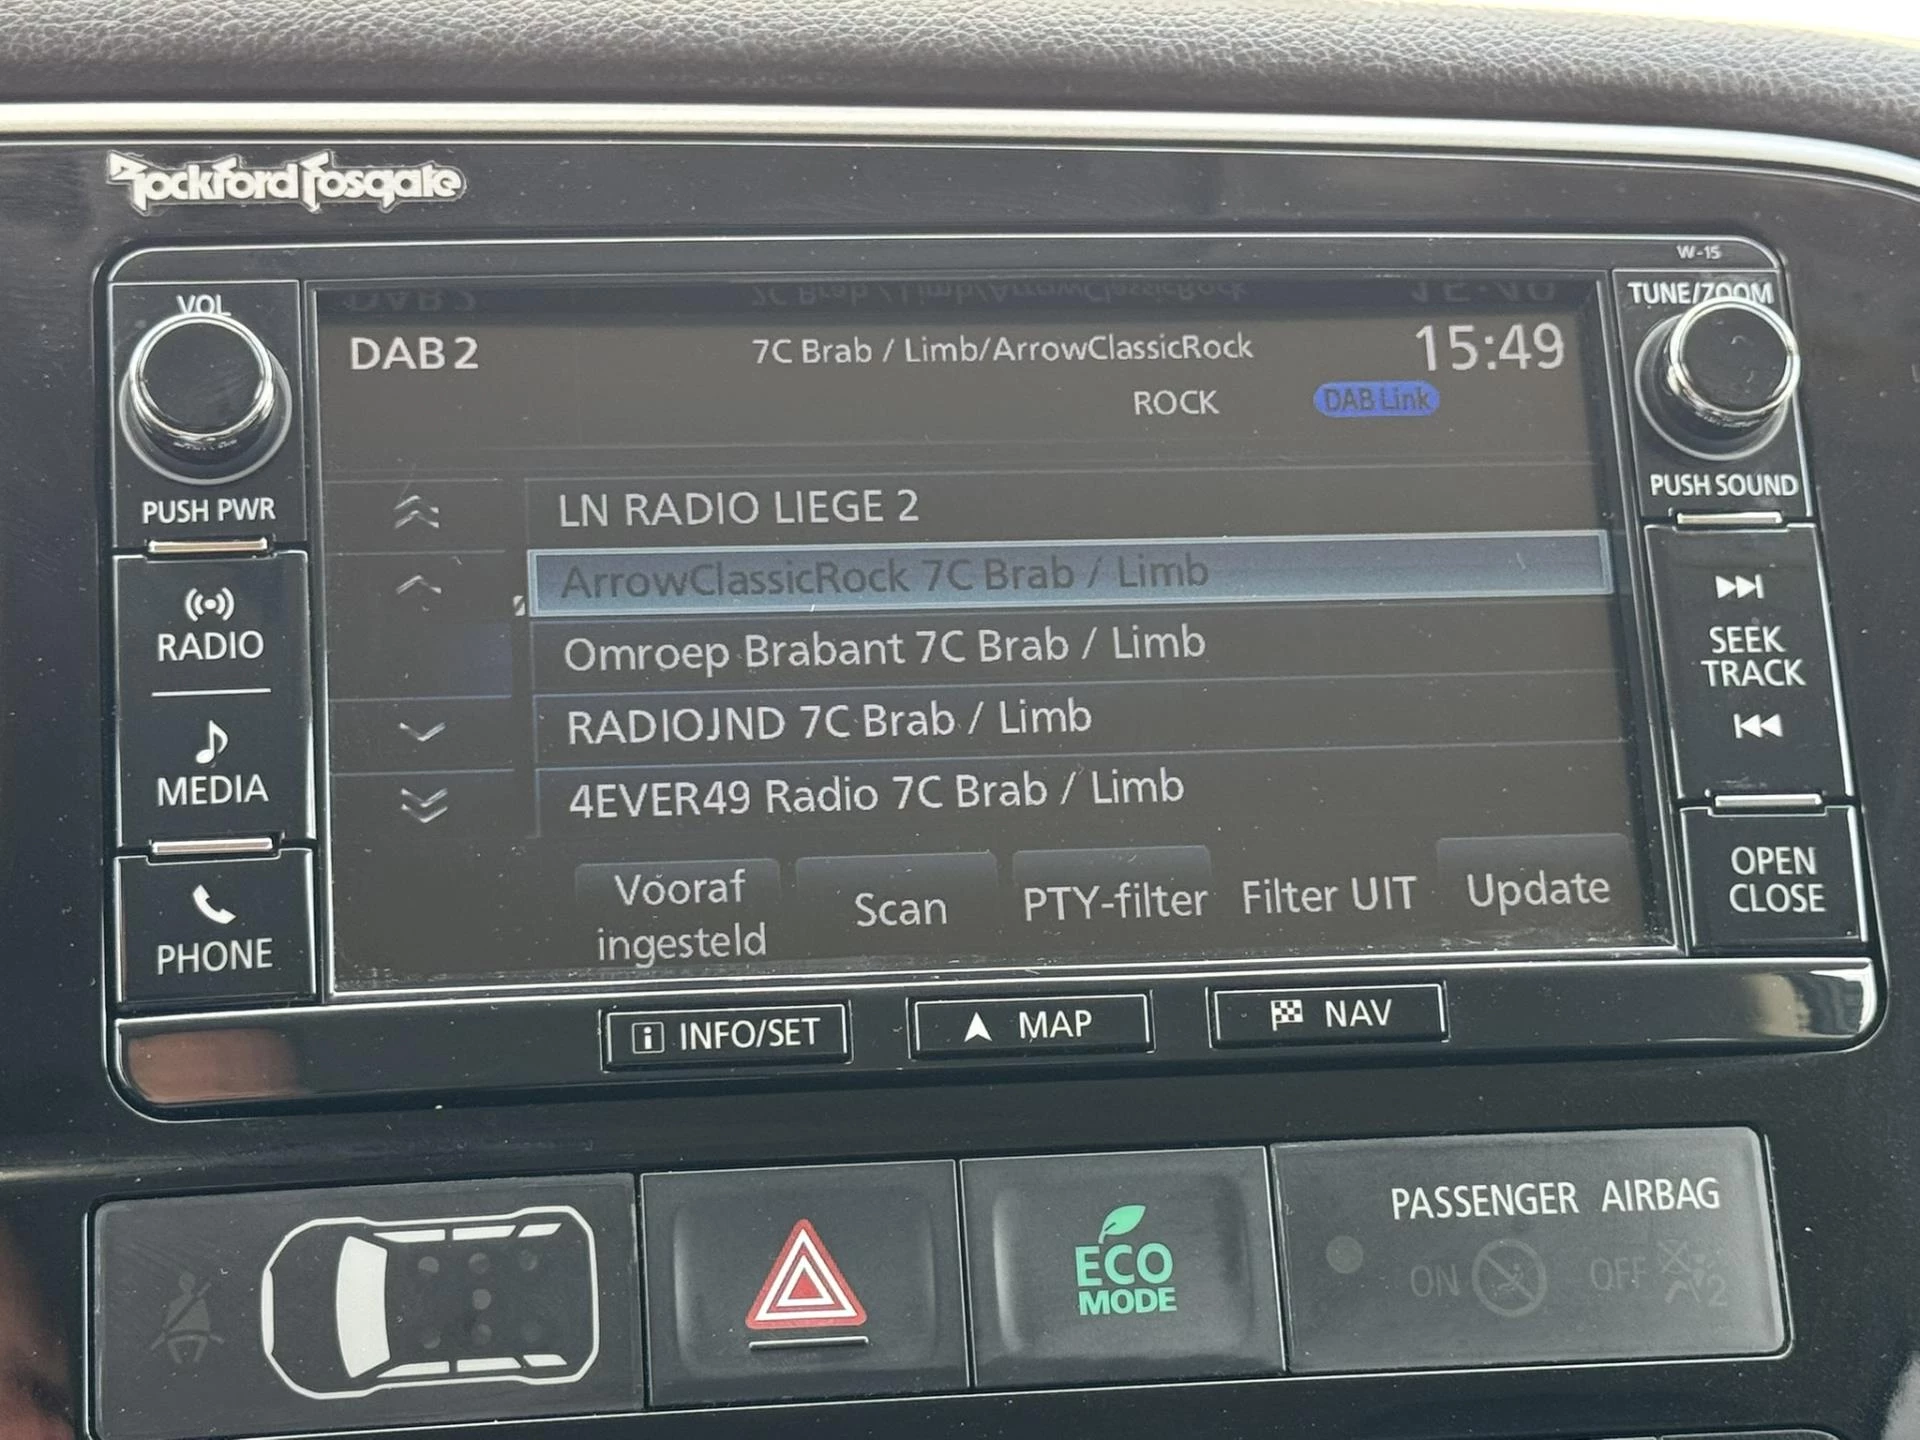 Rockford Fosgate
W-15
VOL
TUNE/ZOOM
DAB 2
7C Brab / Limb/ArrowClassicRock
15:49
ROCK
DAB Link
PUSH PWR
PUSH SOUND
LN RADIO LIEGE 2
ArrowClassicRock 7C Brab / Limb
Omroep Brabant 7C Brab / Limb
RADIOJND 7C Brab / Limb
4EVER49 Radio 7C Brab / Limb
RADIO
MEDIA
PHONE
SEEK
TRACK
OPEN
CLOSE
Vooraf
ingesteld
Scan
PTY-filter
Filter UIT
Update
i INFO/SET
MAP
NAV
ECO
MODE
PASSENGER AIRBAG
ON
OFF
2